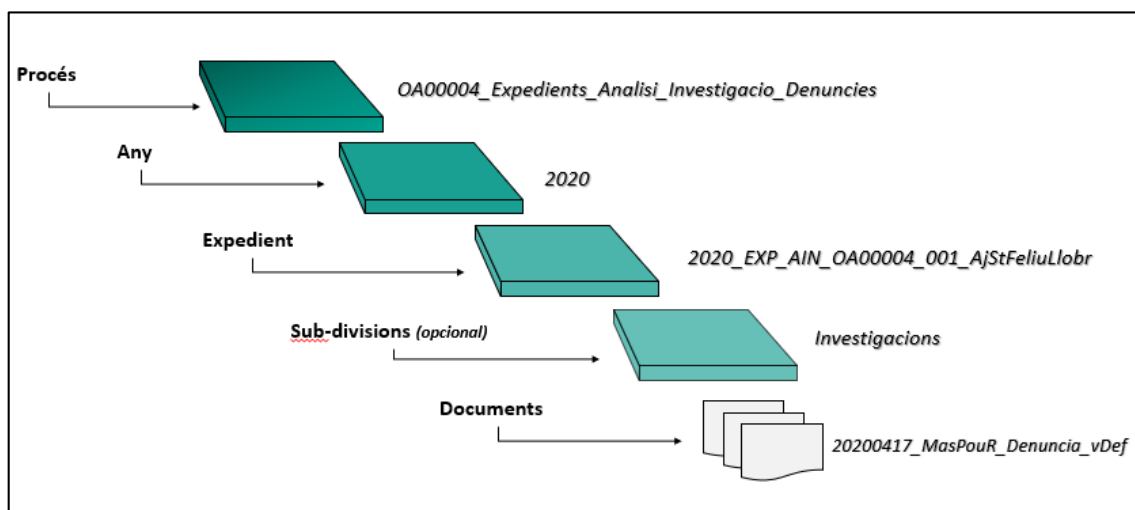 Procés
OA00004_Expedients_Analisi_Investigacio_Denuncies
Any
2020
Expedient
2020_EXP_AIN_OA00004_001_AjStFeliuLlobr
Sub-divisions (opcional)
Investigacions
Documents
20200417_MasPouR_Denuncia_vDef